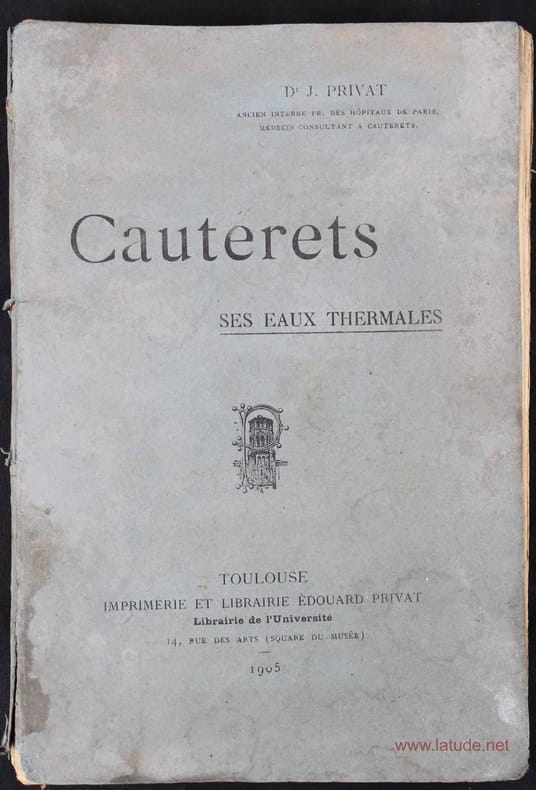 Dʳ J. PRIVAT
ANCIEN INTERNE PR. DES HÔPITAUX DE PARIS,
MÉDECIN CONSULTANT A CAUTERETS.
Cauterets
SES EAUX THERMALES
TOULOUSE
IMPRIMERIE ET LIBRAIRIE ÉDOUARD PRIVAT
Librairie de l'Université
14, RUE DES ARTS (SQUARE DU MUSÉE)
1905
www.latude.net